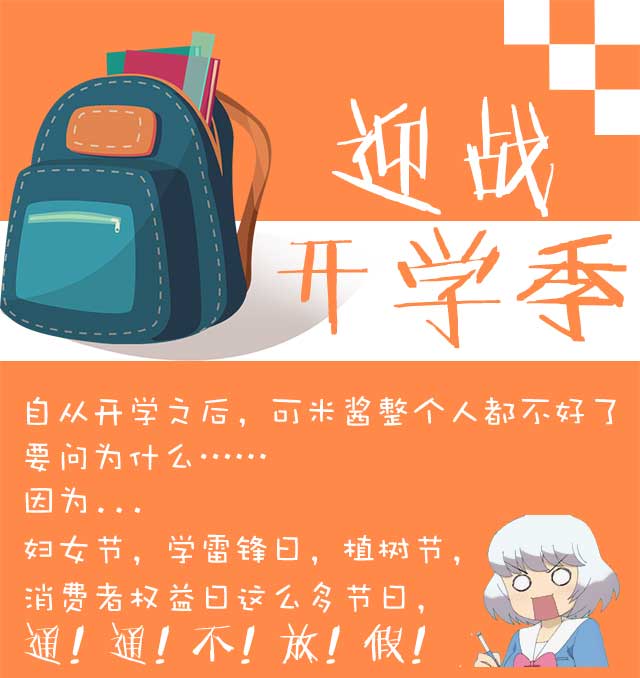 迎战
开学季
自从开学之后，可米酱整个人都不好了
要问为什么……
因为...
妇女节，学雷锋日，植树节，
消费者权益日这么多节日，
通！通！不！放！假！